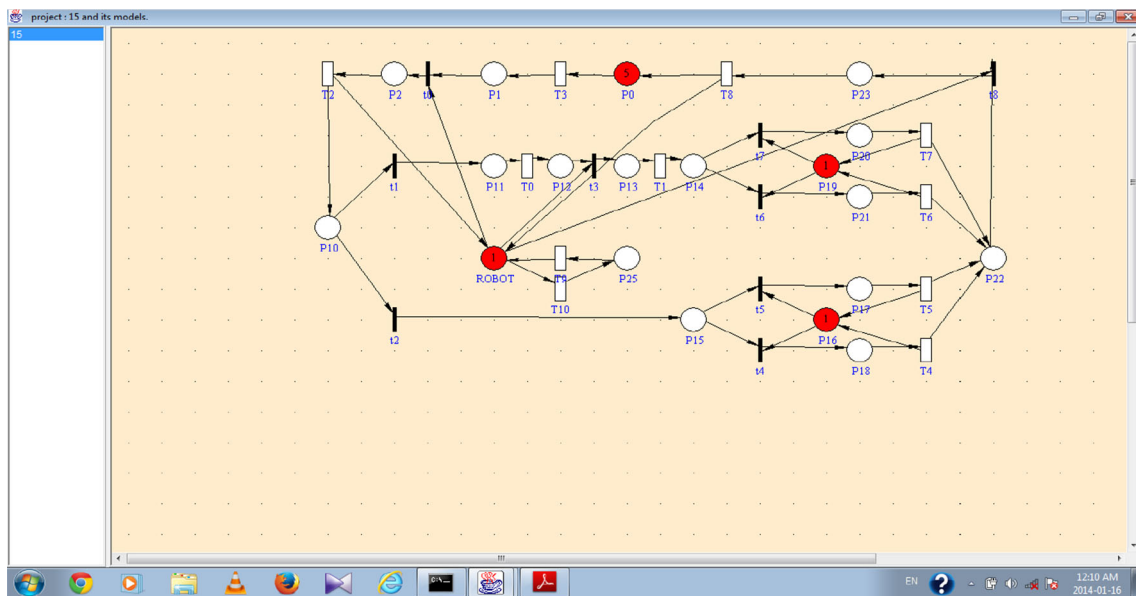 project : 15 and its models.
15
5
T2
P2
t0
P1
T3
P0
T8
P23
t8
t7
P20
T7
t1
P11
T0
P12
t3
P13
T1
P14
1
P19
t6
P21
T6
P10
1
ROBOT
T9
P25
P22
T10
t5
P17
T5
t2
P15
1
P16
t4
P18
T4
C:\.
EN
12:10 AM
2014-01-16